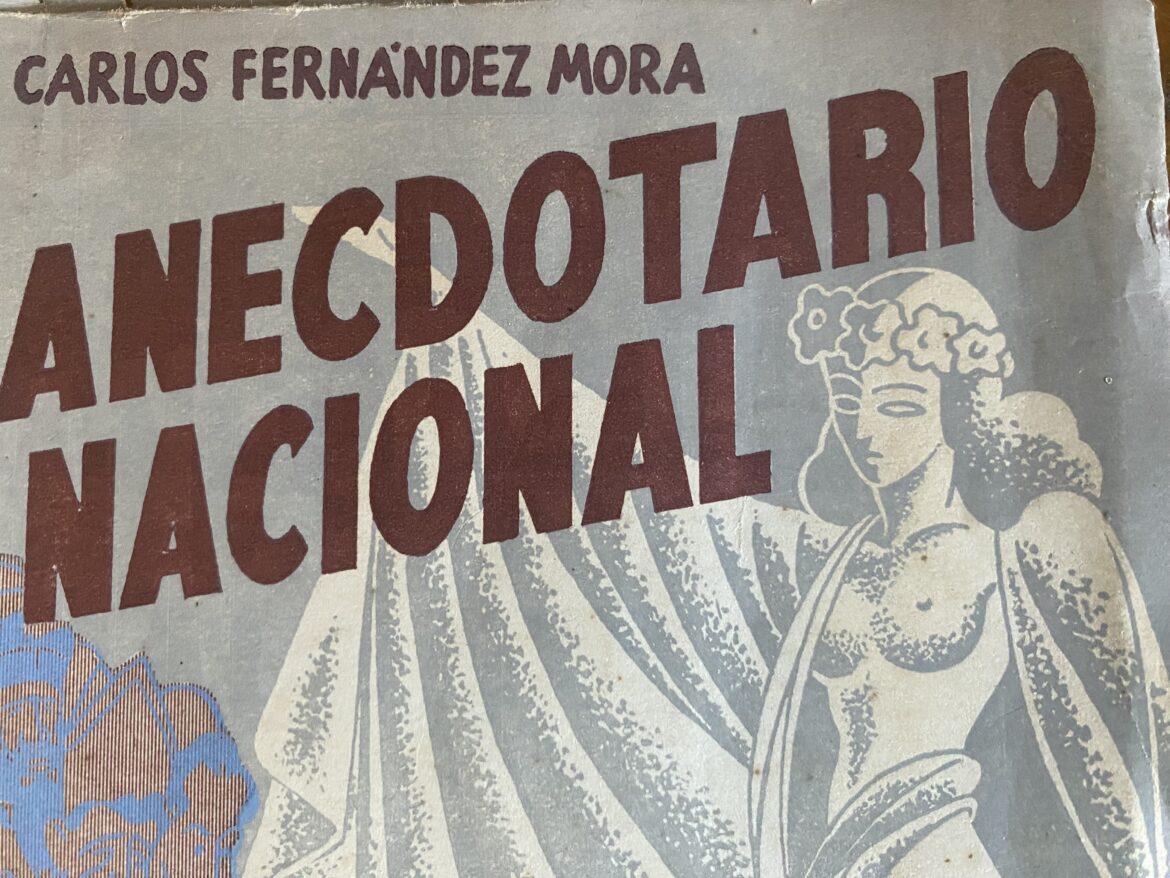 CARLOS FERNÁNDEZ MORA
ANECDOTARIO
NACIONAL